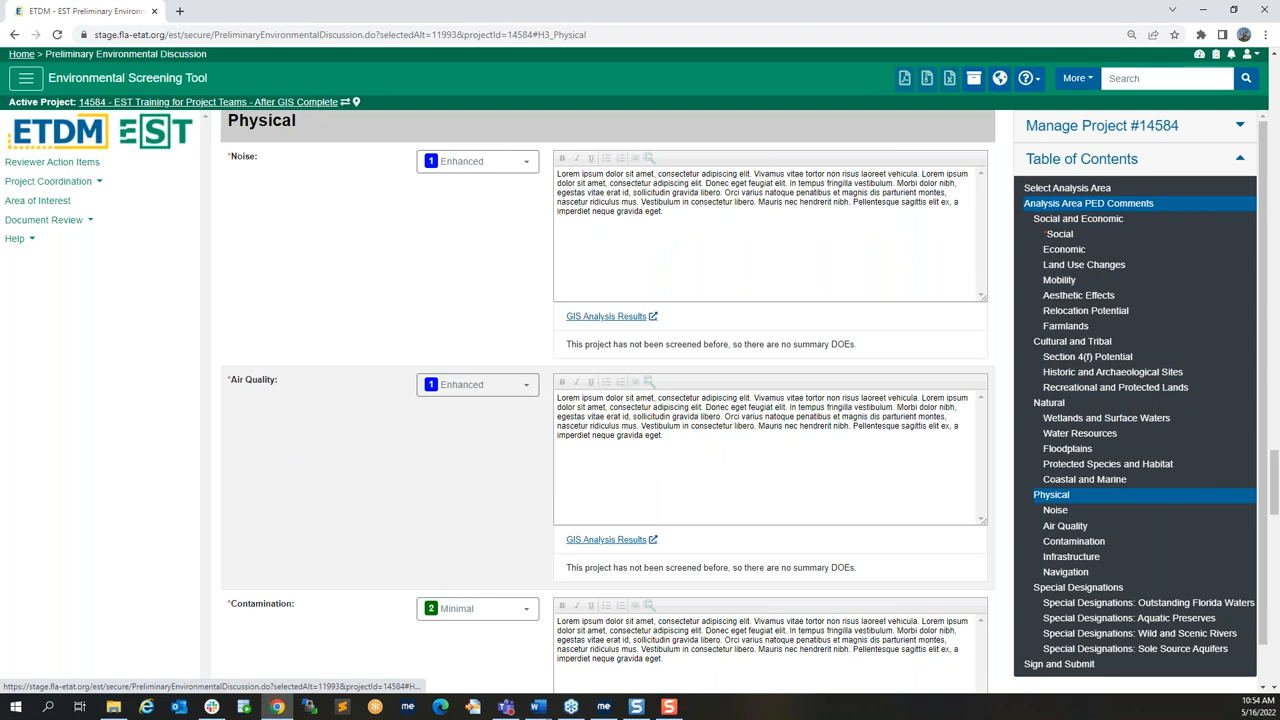 ETDM - EST Preliminary Environm
stage.fla-etat.org/est/secure/PreliminaryEnvironmentalDiscussion.do?selectedAlt=11993&projectId=14584#H3_Physical
Home > Preliminary Environmental Discussion
Environmental Screening Tool
More
Search
Active Project: 14584 - EST Training for Project Teams - After GIS Complete
ETDM EST
Reviewer Action Items
Project Coordination
Area of Interest
Document Review
Help
Physical
*Noise:
1 Enhanced
B I U
Lorem ipsum dolor sit amet, consectetur adipiscing elit. Vivamus vitae tortor non risus laoreet vehicula. Lorem ipsum
dolor sit amet, consectetur adipiscing elit. Donec eget feugiat elit. In tempus fringilla vestibulum. Morbi dolor nibh,
egestas vitae erat id, sollicitudin gravida libero. Orci varius natoque penatibus et magnis dis parturient montes,
nascetur ridiculus mus. Vestibulum in consectetur libero. Mauris nec hendrerit nibh. Pellentesque sagittis elit ex, a
imperdiet neque gravida eget.
GIS Analysis Results
This project has not been screened before, so there are no summary DOEs.
*Air Quality:
1 Enhanced
B I U
Lorem ipsum dolor sit amet, consectetur adipiscing elit. Vivamus vitae tortor non risus laoreet vehicula. Lorem ipsum
dolor sit amet, consectetur adipiscing elit. Donec eget feugiat elit. In tempus fringilla vestibulum. Morbi dolor nibh,
egestas vitae erat id, sollicitudin gravida libero. Orci varius natoque penatibus et magnis dis parturient montes,
nascetur ridiculus mus. Vestibulum in consectetur libero. Mauris nec hendrerit nibh. Pellentesque sagittis elit ex, a
imperdiet neque gravida eget.
GIS Analysis Results
This project has not been screened before, so there are no summary DOEs.
*Contamination:
2 Minimal
B I U
Lorem ipsum dolor sit amet, consectetur adipiscing elit. Vivamus vitae tortor non risus laoreet vehicula. Lorem ipsum
dolor sit amet, consectetur adipiscing elit. Donec eget feugiat elit. In tempus fringilla vestibulum. Morbi dolor nibh,
egestas vitae erat id, sollicitudin gravida libero. Orci varius natoque penatibus et magnis dis parturient montes,
nascetur ridiculus mus. Vestibulum in consectetur libero. Mauris nec hendrerit nibh. Pellentesque sagittis elit ex, a
imperdiet neque gravida eget.
Manage Project #14584
Table of Contents
Select Analysis Area
Analysis Area PED Comments
Social and Economic
*Social
Economic
Land Use Changes
Mobility
Aesthetic Effects
Relocation Potential
Farmlands
Cultural and Tribal
Section 4(f) Potential
Historic and Archaeological Sites
Recreational and Protected Lands
Natural
Wetlands and Surface Waters
Water Resources
Floodplains
Protected Species and Habitat
Coastal and Marine
Physical
Noise
Air Quality
Contamination
Infrastructure
Navigation
Special Designations
Special Designations: Outstanding Florida Waters
Special Designations: Aquatic Preserves
Special Designations: Wild and Scenic Rivers
Special Designations: Sole Source Aquifers
Sign and Submit
https://stage.fla-etat.org/est/secure/PreliminaryEnvironmentalDiscussion.do?selectedAlt=11993&projectId=14584#H...
me
me
10:54 AM
5/16/2022